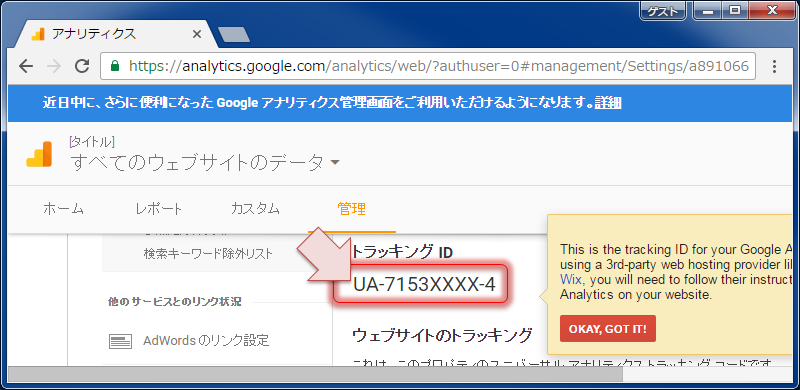 ゲスト
アナリティクス
https://analytics.google.com/analytics/web/?authuser=0#management/Settings/a891066
近日中に、さらに便利になった Google アナリティクス管理画面をご利用いただけるようになります。詳細
[タイトル]
すべてのウェブサイトのデータ
ホーム レポート カスタム 管理
検索キーワード除外リスト
他のサービスとのリンク状況
AdWords のリンク設定
トラッキング ID
UA-7153XXXX-4
ウェブサイトのトラッキング
これは、このプロパティのユニバーサル アナリティクス トラッキング コードです
This is the tracking ID for your Google A
using a 3rd-party web hosting provider li
Wix, you will need to follow their instruct
Analytics on your website.
OKAY, GOT IT!